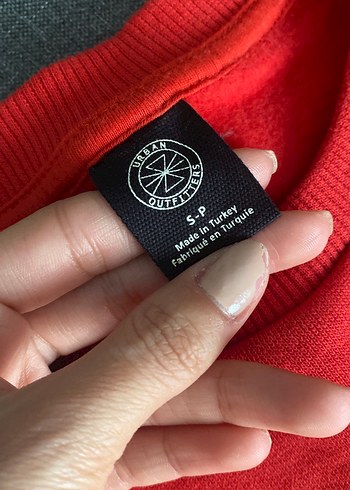 URBAN
OUTFITTERS
S-P
Made in Turkey
Fabriqué en Turquie